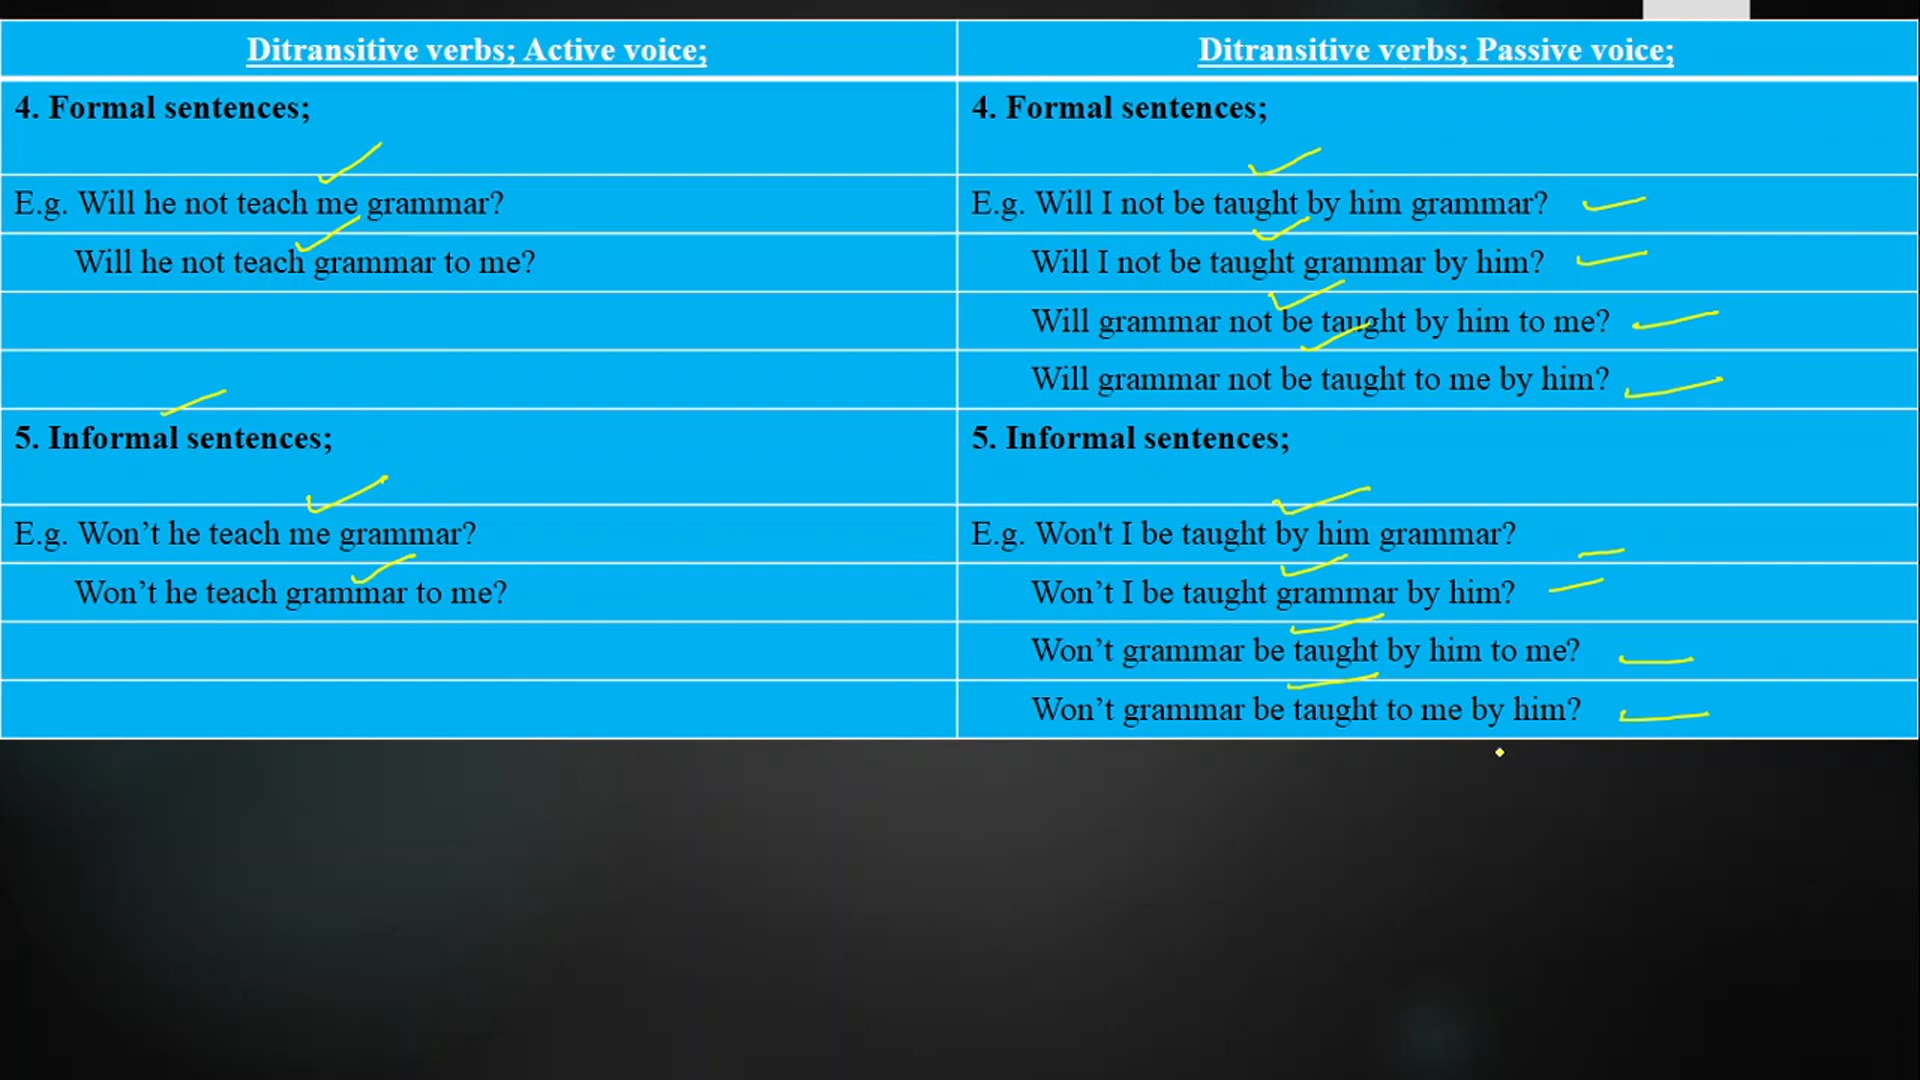 Ditransitive verbs; Active voice;
Ditransitive verbs; Passive voice;
4. Formal sentences;
4. Formal sentences;
E.g. Will he not teach me grammar?
E.g. Will I not be taught by him grammar?
Will he not teach grammar to me?
Will I not be taught grammar by him?
Will grammar not be taught by him to me?
Will grammar not be taught to me by him?
5. Informal sentences;
5. Informal sentences;
E.g. Won’t he teach me grammar?
E.g. Won't I be taught by him grammar?
Won’t he teach grammar to me?
Won’t I be taught grammar by him?
Won’t grammar be taught by him to me?
Won’t grammar be taught to me by him?